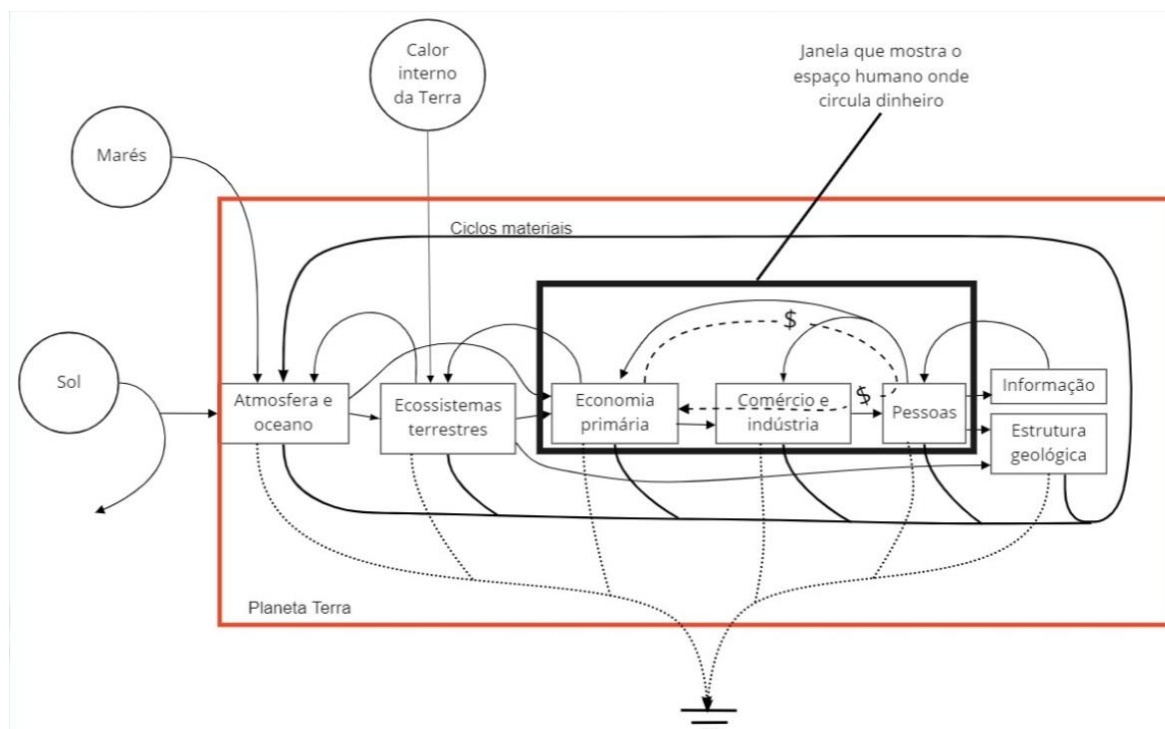 Calor
interno
da Terra
Janela que mostra o
espaço humano onde
circula dinheiro
Marés
Ciclos materiais
$
Sol
Atmosfera e
oceano
Ecossistemas
terrestres
Economia
primária
Comércio e
indústria
$
Pessoas
Informação
Estrutura
geológica
Planeta Terra